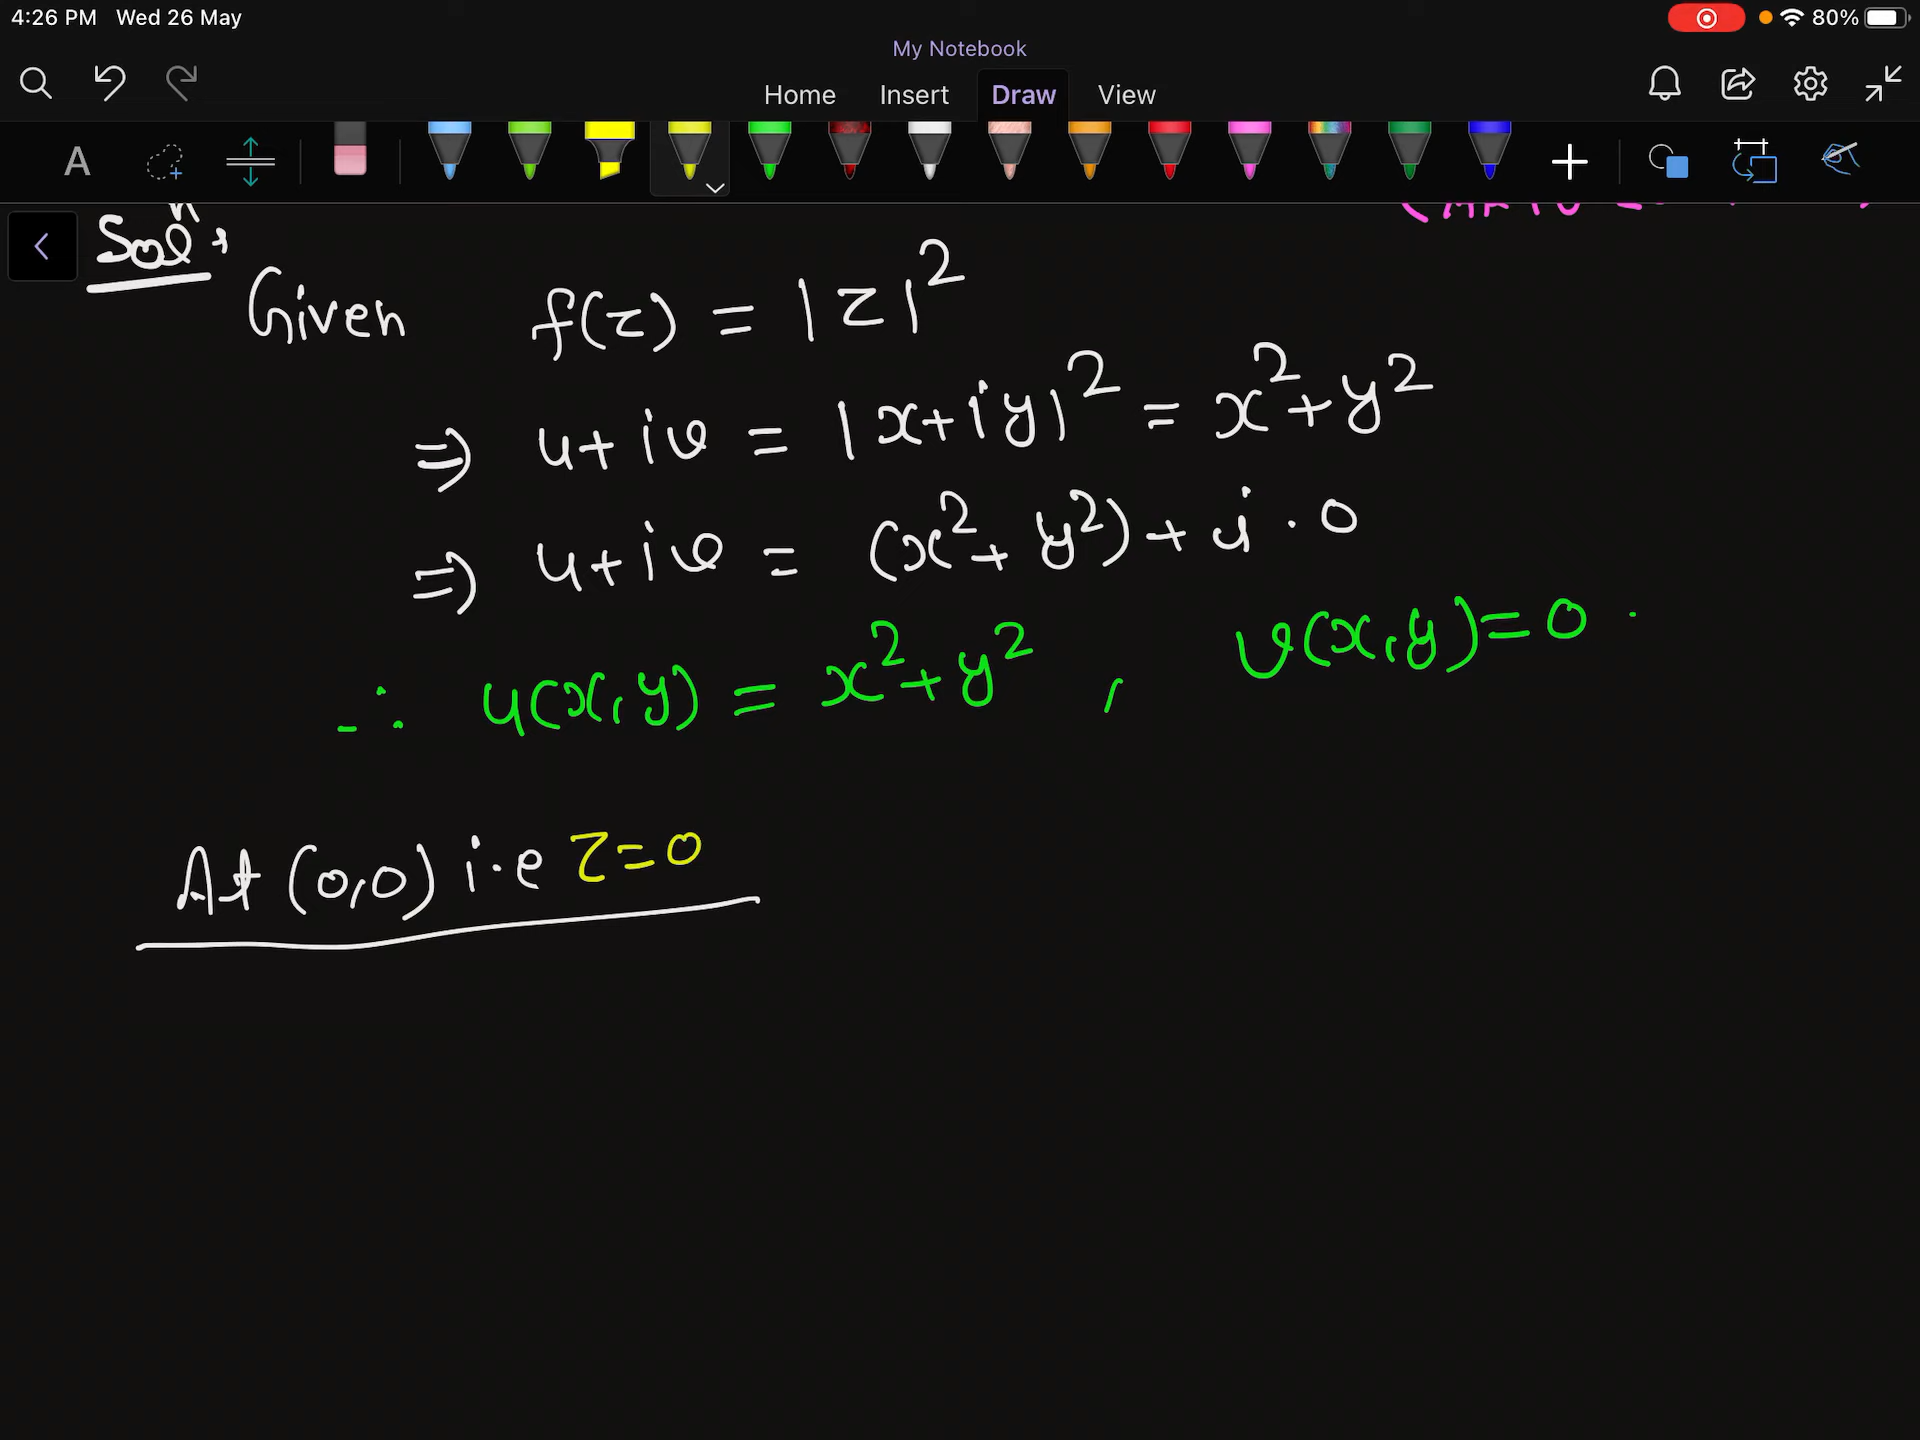 4:26 PM Wed 26 May
80%
My Notebook
Home Insert Draw View
A
Solⁿ:
Given f(z) = |z|²
⇒ u+iv = |x+iy|² = x²+y²
⇒ u+iv = (x²+y²)+i·0
∴ u(x,y) = x²+y² , v(x,y)=0 .
At (0,0) i.e z=0